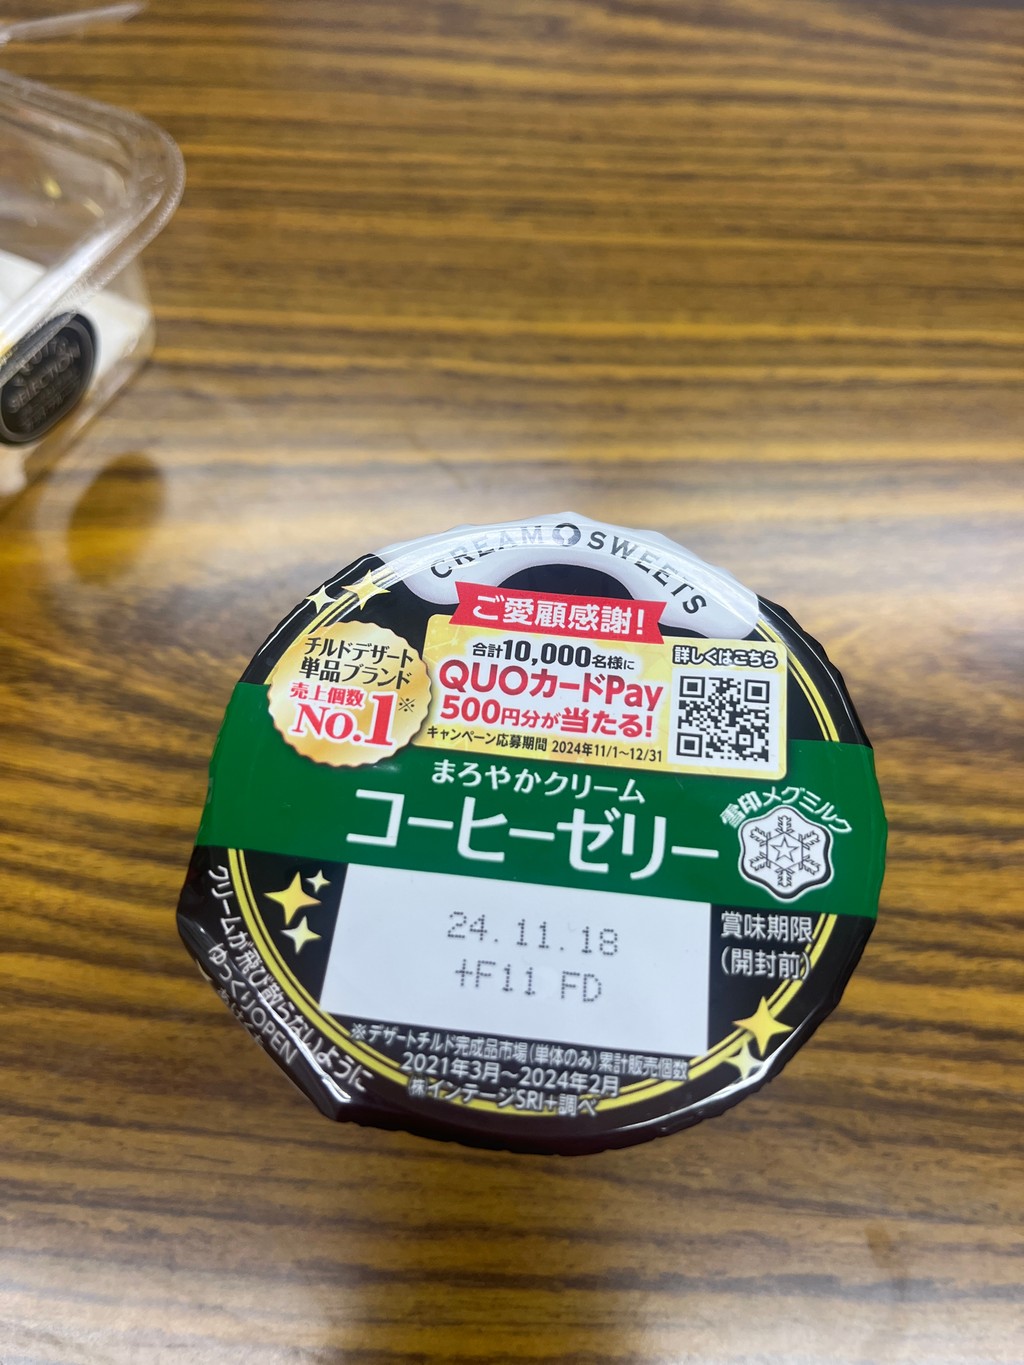 SELECTION
CREAM SWEETS
ご愛顧感謝!
チルドデザート
単品ブランド
売上個数
No.1※
合計10,000名様に
QUOカードPay
500円分が当たる!
キャンペーン応募期間 2024年11/1〜12/31
詳しくはこちら
まろやかクリーム
コーヒーゼリー
雪印メグミルク
24.11.18
+F11 FD
賞味期限
(開封前)
クリームが飛び散らないように
ゆっくりOPEN
※デザートチルド完成品市場(単体のみ)累計販売個数
2021年3月〜2024年2月
㈱インテージSRI+調べ